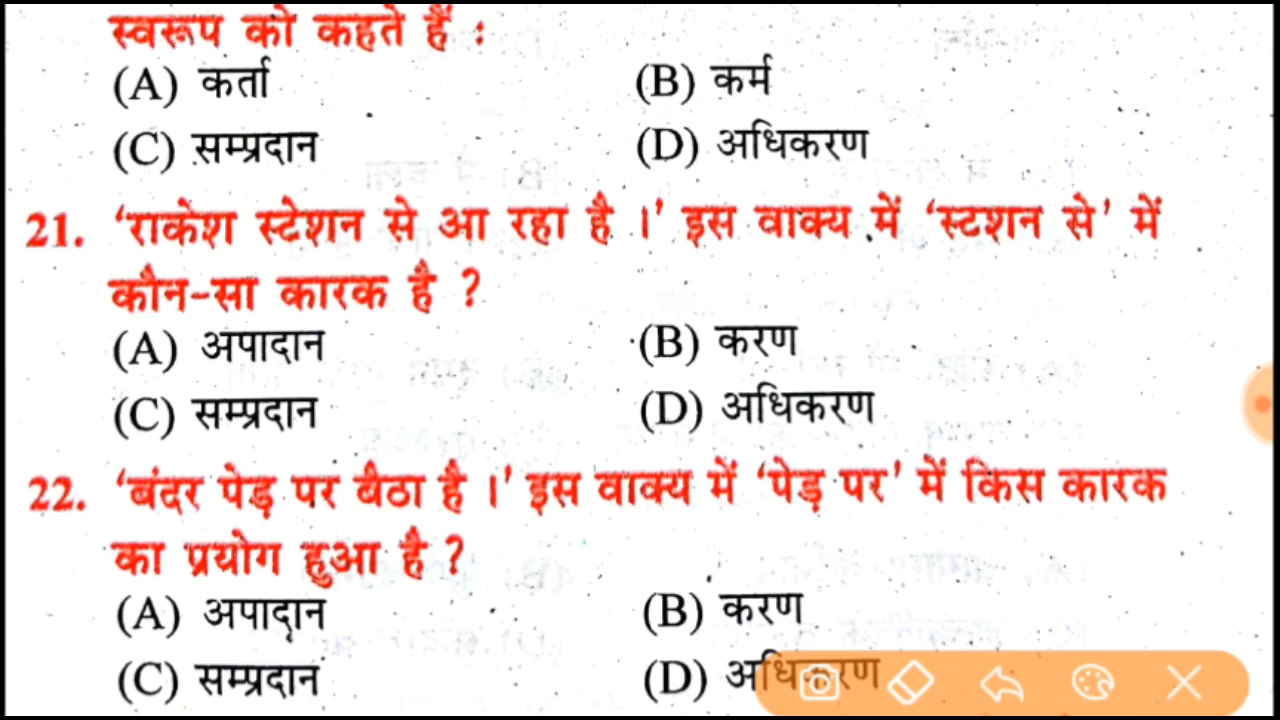 स्वरूप को कहते हैं :
(A) कर्ता (B) कर्म
(C) सम्प्रदान (D) अधिकरण
21. ‘राकेश स्टेशन से आ रहा है ।’ इस वाक्य में ‘स्टशन से’ में
कौन-सा कारक है ?
(A) अपादान (B) करण
(C) सम्प्रदान (D) अधिकरण
22. ‘बंदर पेड़ पर बैठा है ।’ इस वाक्य में ‘पेड़ पर’ में किस कारक
का प्रयोग हुआ है ?
(A) अपादान (B) करण
(C) सम्प्रदान (D) अधिकरण